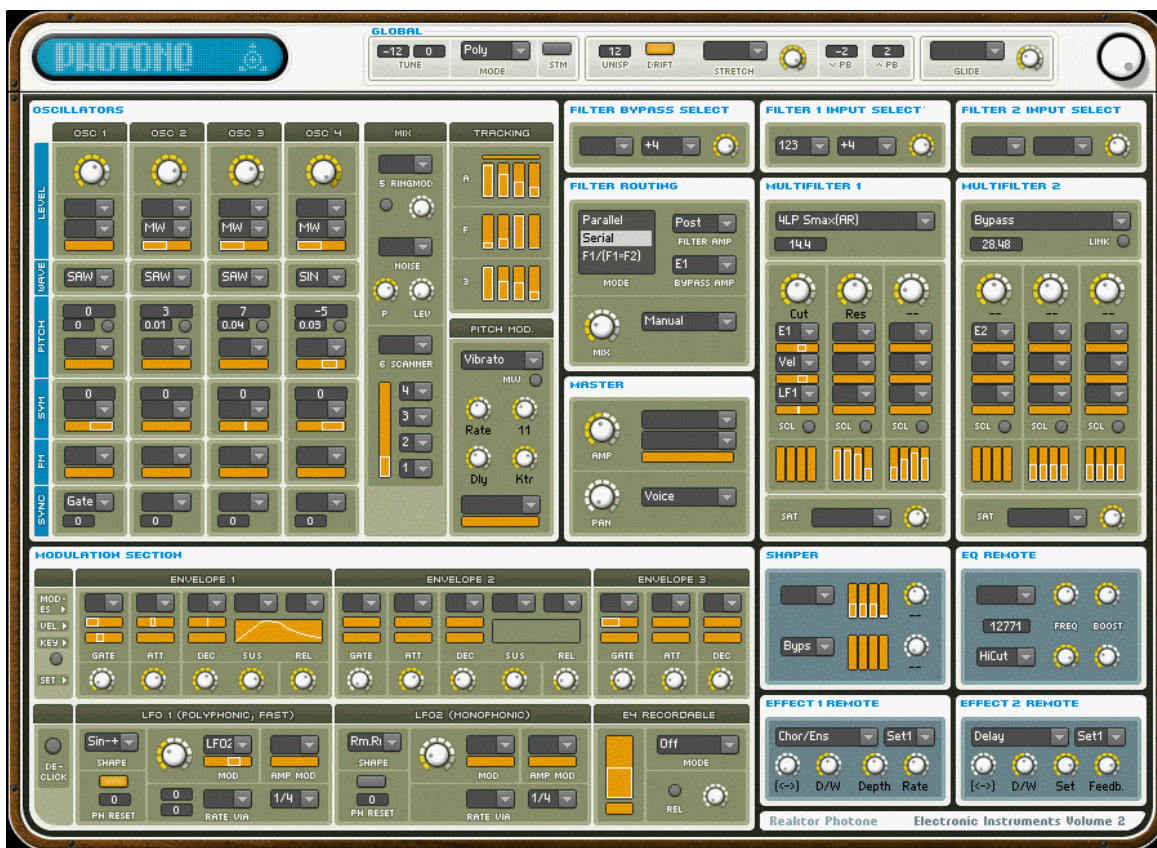 PHOTONE
GLOBAL
-12 0
TUNE
Poly
MODE
STM
12
UNISP
DRIFT
STRETCH
-2
PB
2
PB
GLIDE
OSCILLATORS
OSC 1 OSC 2 OSC 3 OSC 4 MIX TRACKING
LEVEL
MW MW MW
WAVE
SAW SAW SAW SIN
PITCH
0 3 7 -5
0 0.01 0.04 0.03
SYM
0 0 0 0
FM
SYNC
Gate
0 0 0 0
5 RINGMOD
NOISE
P LEV
6 SCANNER
4
3
2
1
A
F
3
PITCH MOD.
Vibrato
MW
Rate 11
Dly Ktr
FILTER BYPASS SELECT
+4
FILTER 1 INPUT SELECT
123 +4
FILTER 2 INPUT SELECT
FILTER ROUTING
Parallel
Serial
F1/(F1×F2)
MODE
Post
FILTER AMP
E1
BYPASS AMP
MIX
Manual
MASTER
AMP
PAN
Voice
MULTIFILTER 1
4LP Smax(AR)
14.4
Cut Res --
E1
Vel
LF1
SCL SCL SCL
SAT
MULTIFILTER 2
Bypass
28.48
LINK
-- -- --
E2
SCL SCL SCL
SAT
MODULATION SECTION
ENVELOPE 1 ENVELOPE 2 ENVELOPE 3
MOD-
ES
VEL.
KEY
SET
GATE ATT DEC SUS REL
GATE ATT DEC SUS REL
GATE ATT DEC
DE-
CLICK
LFO 1 (POLYPHONIC, FAST)
Sin-+
SHAPE
0
PH RESET
LFO2
MOD
AMP MOD
0
0
1/4
RATE VIA
LFO2 (MONOPHONIC)
Rm.Ri
SHAPE
0
PH RESET
MOD
AMP MOD
1/4
RATE VIA
E4 RECORDABLE
Off
MODE
REL
SHAPER
--
Byps
--
EQ REMOTE
12771
FREQ BOOST
HiCut
EFFECT 1 REMOTE
Chor/Ens Set1
(<->) D/W Depth Rate
EFFECT 2 REMOTE
Delay Set1
(<->) D/W Set Feedb.
Reaktor Photone Electronic Instruments Volume 2